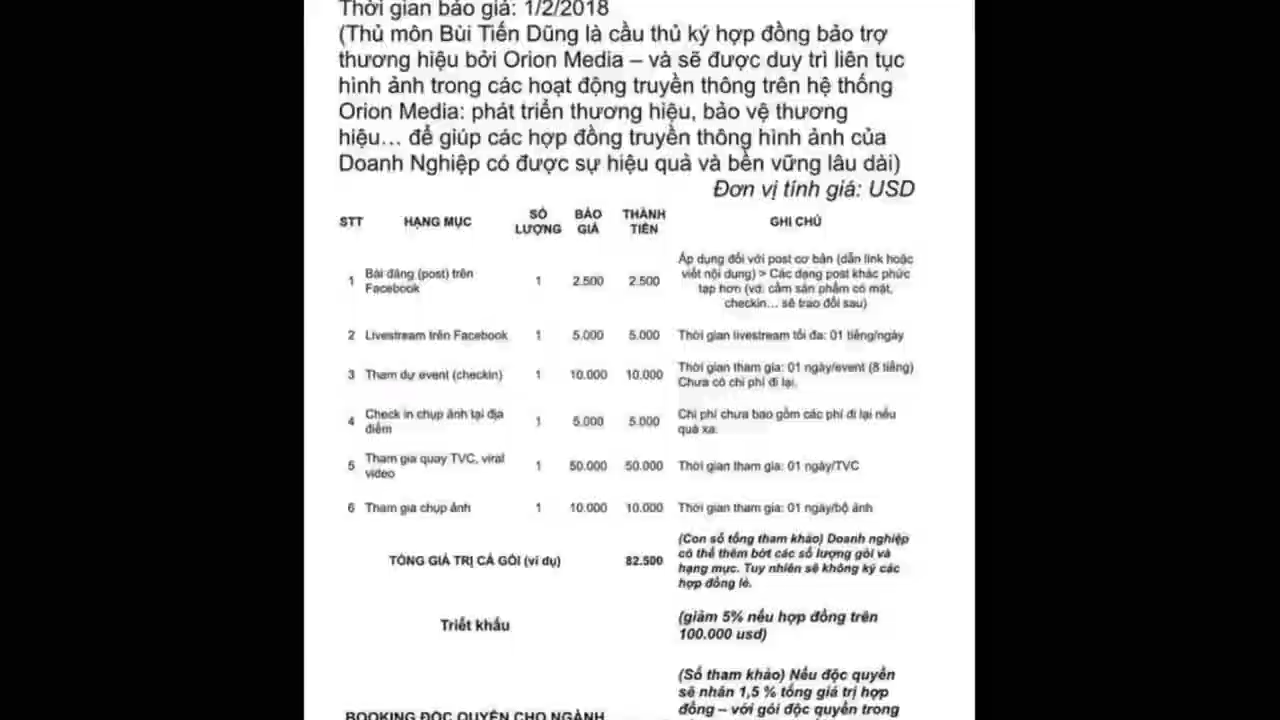 Thời gian báo giá: 1/2/2018
(Thủ môn Bùi Tiến Dũng là cầu thủ ký hợp đồng bảo trợ
thương hiệu bởi Orion Media – và sẽ được duy trì liên tục
hình ảnh trong các hoạt động truyền thông trên hệ thống
Orion Media: phát triển thương hiệu, bảo vệ thương
hiệu... để giúp các hợp đồng truyền thông hình ảnh của
Doanh Nghiệp có được sự hiệu quả và bền vững lâu dài)
Đơn vị tính giá: USD
STT HẠNG MỤC SỐ LƯỢNG BÁO GIÁ THÀNH TIỀN GHI CHÚ
Áp dụng đối với post cơ bản (dẫn link hoặc
1 Bài đăng (post) trên Facebook 1 2.500 2.500 viết nội dung) > Các dạng post khác phức
tạp hơn (vd: cầm sản phẩm có mặt,
checkin... sẽ trao đổi sau)
2 Livestream trên Facebook 1 5.000 5.000 Thời gian livestream tối đa: 01 tiếng/ngày
3 Tham dự event (checkin) 1 10.000 10.000 Thời gian tham gia: 01 ngày/event (8 tiếng)
Chưa có chi phí đi lại.
4 Check in chụp ảnh tại địa điểm 1 5.000 5.000 Chi phí chưa bao gồm các phí đi lại nếu
quá xa.
5 Tham gia quay TVC, viral video 1 50.000 50.000 Thời gian tham gia: 01 ngày/TVC
6 Tham gia chụp ảnh 1 10.000 10.000 Thời gian tham gia: 01 ngày/bộ ảnh
TỔNG GIÁ TRỊ CẢ GÓI (ví dụ) 82.500 (Con số tổng tham khảo) Doanh nghiệp
có thể thêm bớt các số lượng gói và
hạng mục. Tuy nhiên sẽ không ký các
hợp đồng lẻ.
Triết khấu (giảm 5% nếu hợp đồng trên
100.000 usd)
(Số tham khảo) Nếu độc quyền
sẽ nhân 1,5 % tổng giá trị hợp
đồng – với gói độc quyền trong
BOOKING ĐỘC QUYỀN CHO NGÀNH